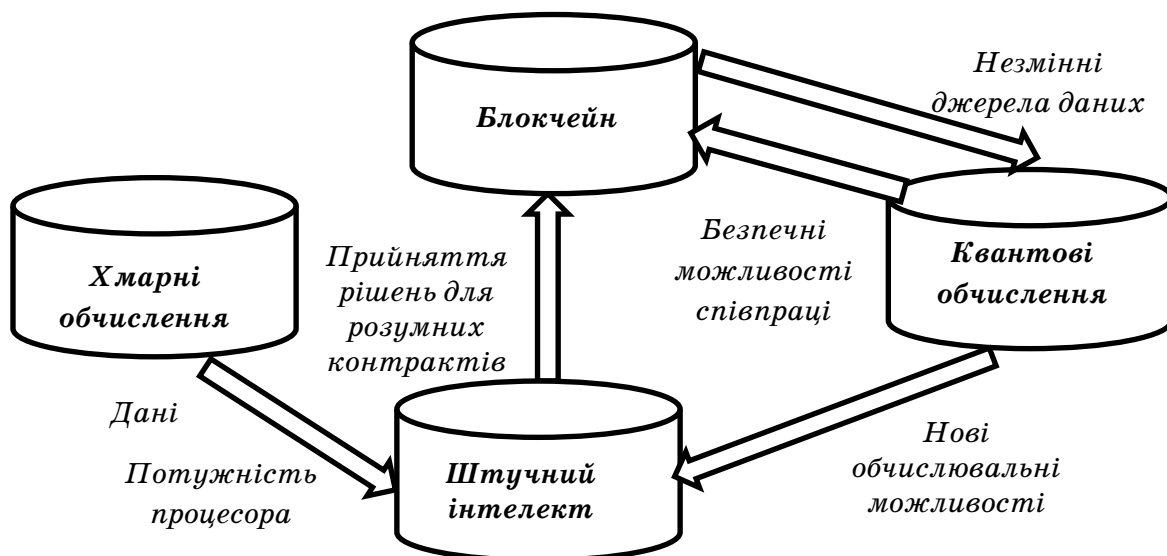 Блокчейн
Незмінні
джерела даних
Хмарні
обчислення
Прийняття
рішень для
розумних
контрактів
Безпечні
можливості
співпраці
Квантові
обчислення
Дані
Потужність
процесора
Штучний
інтелект
Нові
обчислювальні
можливості